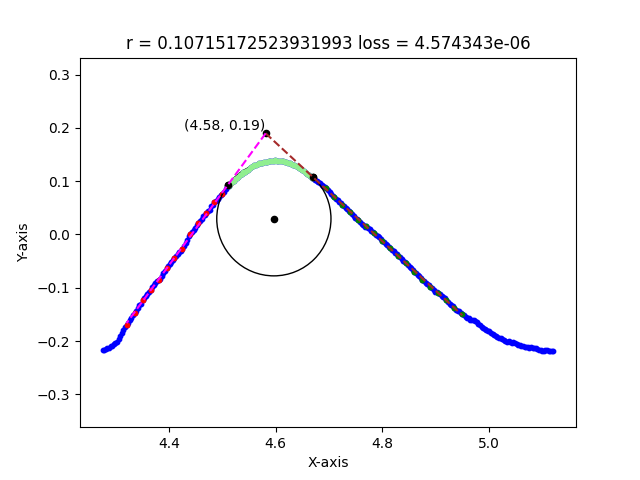 r = 0.10715172523931993 loss = 4.574343e-06
0.3
(4.58, 0.19)
0.2
0.1
0.0
−0.1
−0.2
−0.3
Y-axis
4.4 4.6 4.8 5.0
X-axis